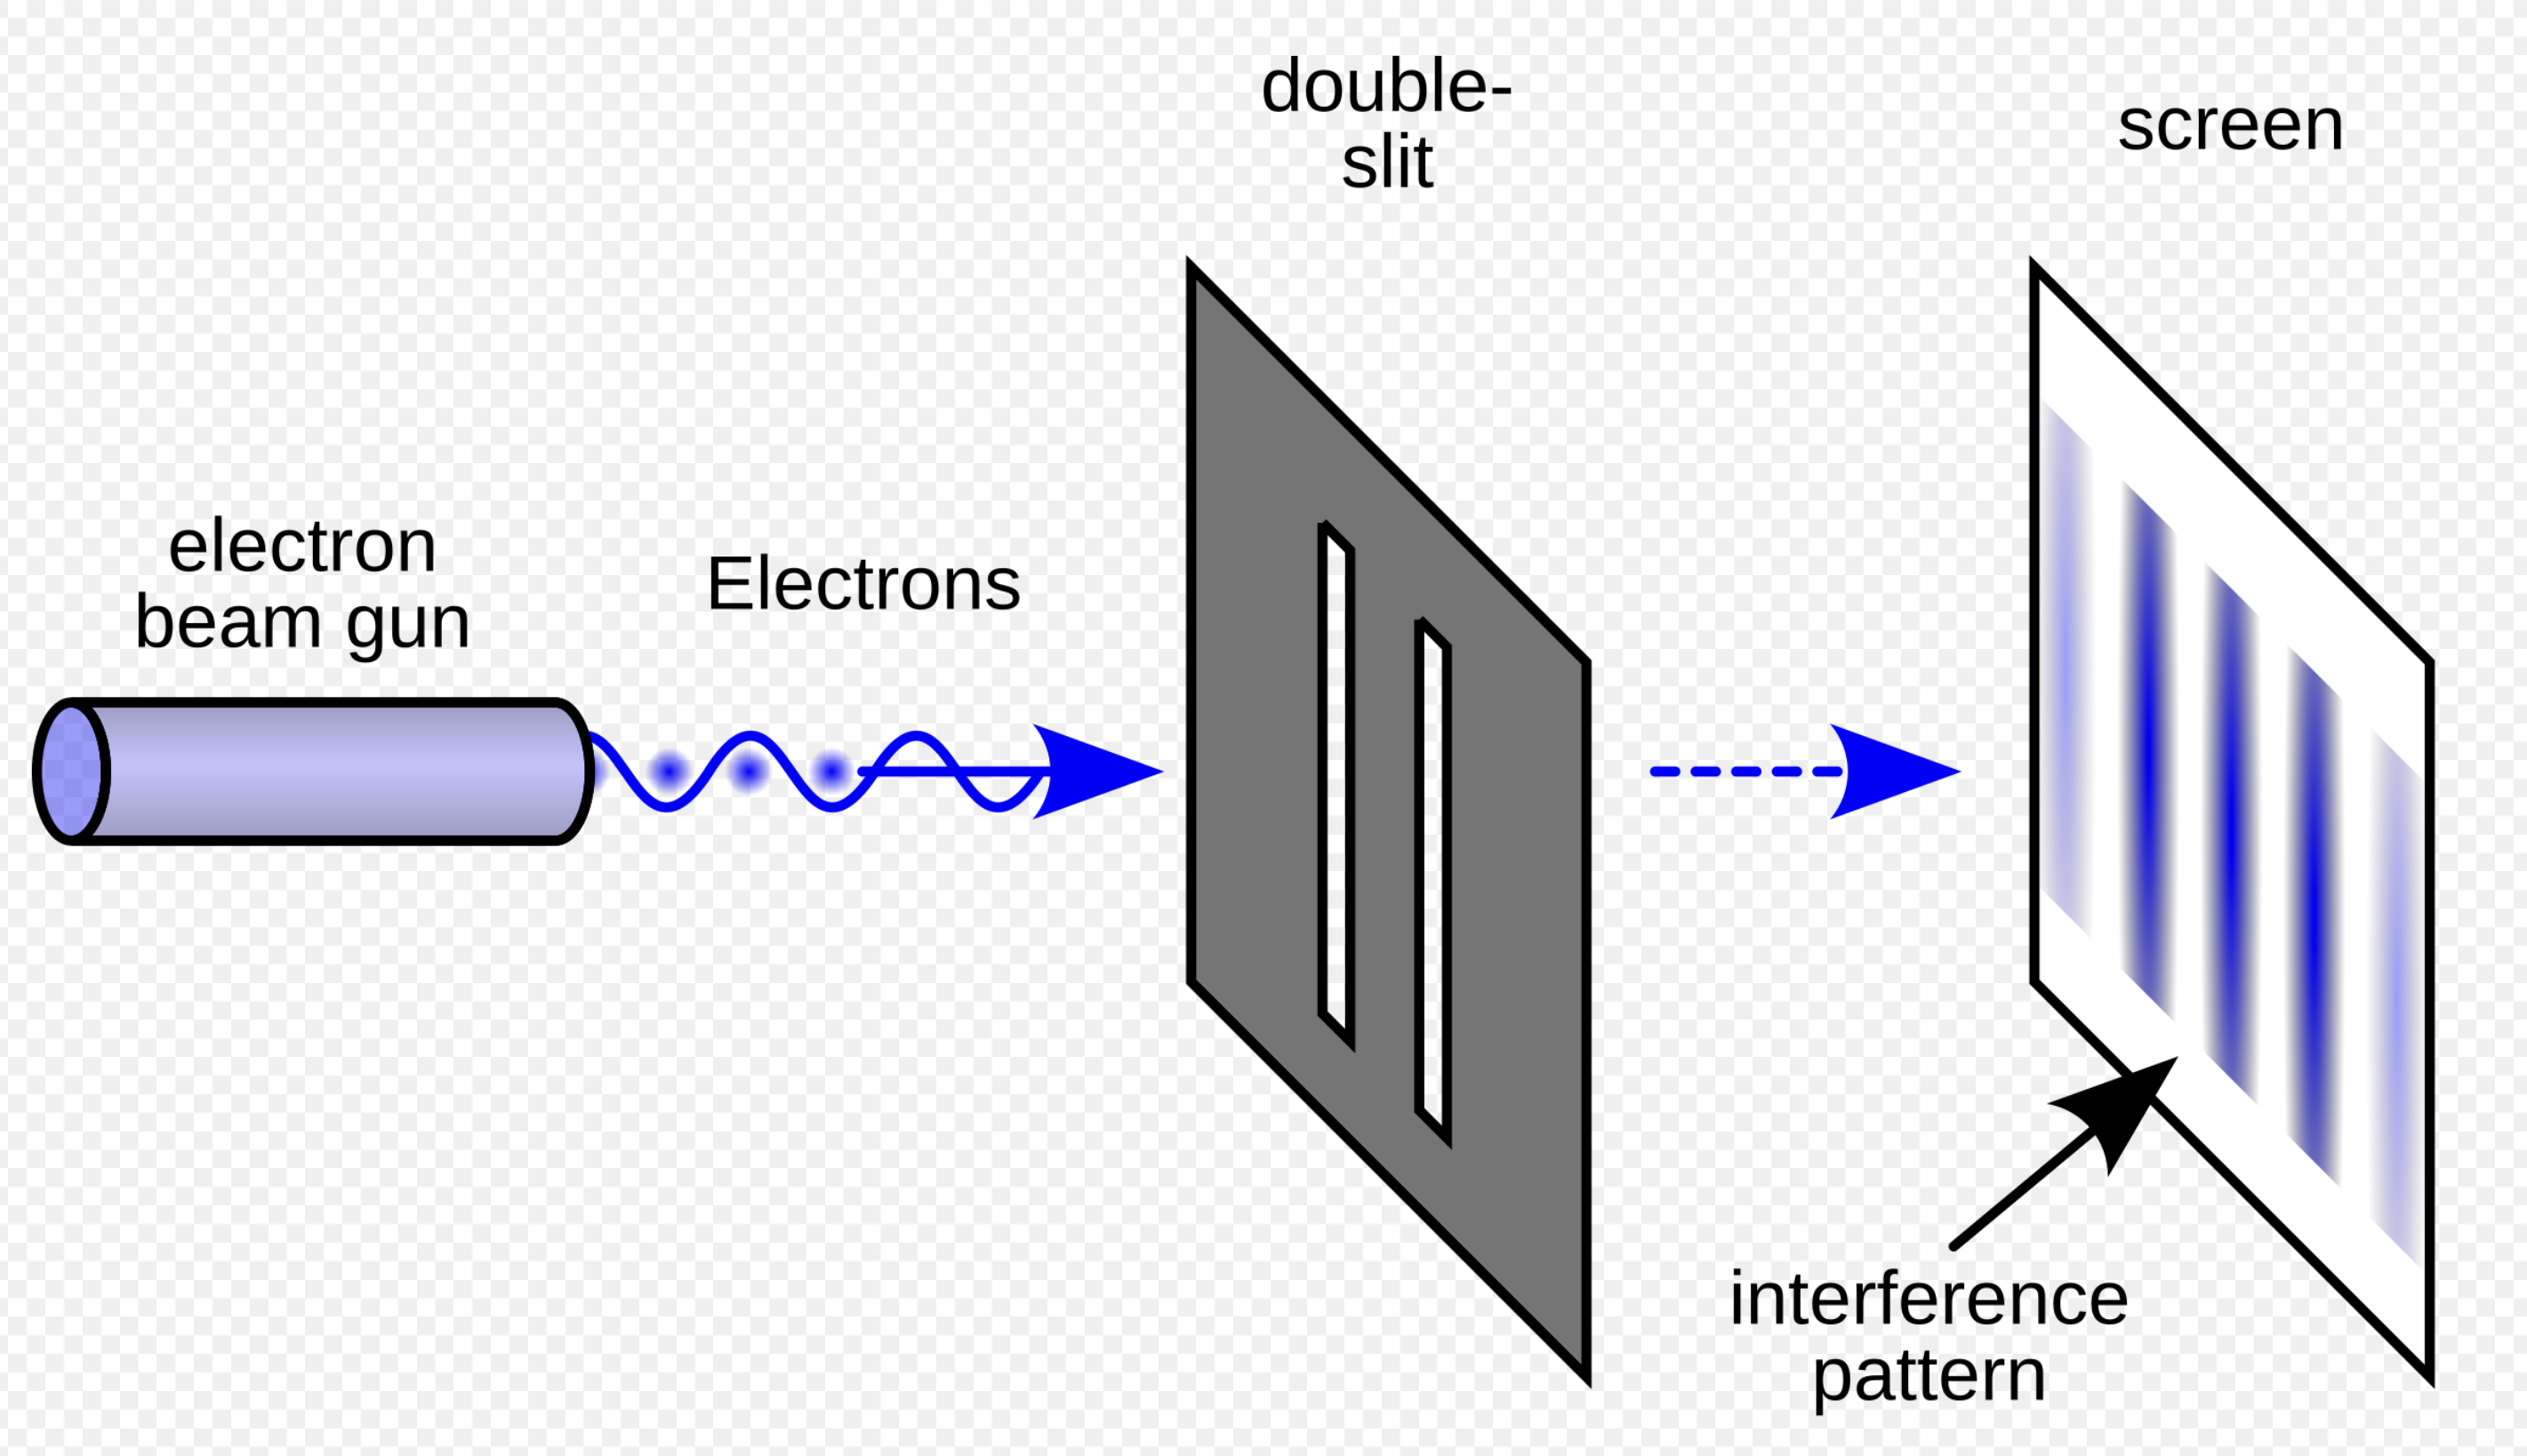 double-
slit
screen
electron
beam gun
Electrons
interference
pattern